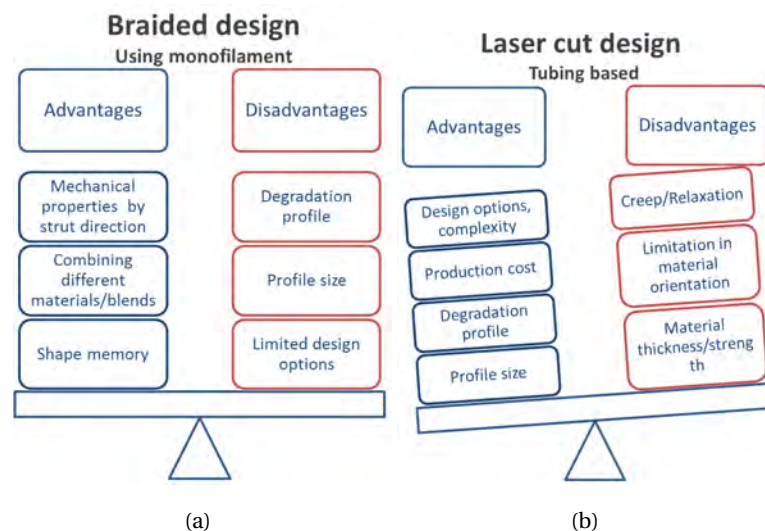 Braided design
Using monofilament
Advantages
Disadvantages
Mechanical
properties by
strut direction
Degradation
profile
Combining
different
materials/blends
Profile size
Shape memory
Limited design
options
(a)
Laser cut design
Tubing based
Advantages
Disadvantages
Design options,
complexity
Creep/Relaxation
Production cost
Limitation in
material
orientation
Degradation
profile
Material
thickness/streng
th
Profile size
(b)